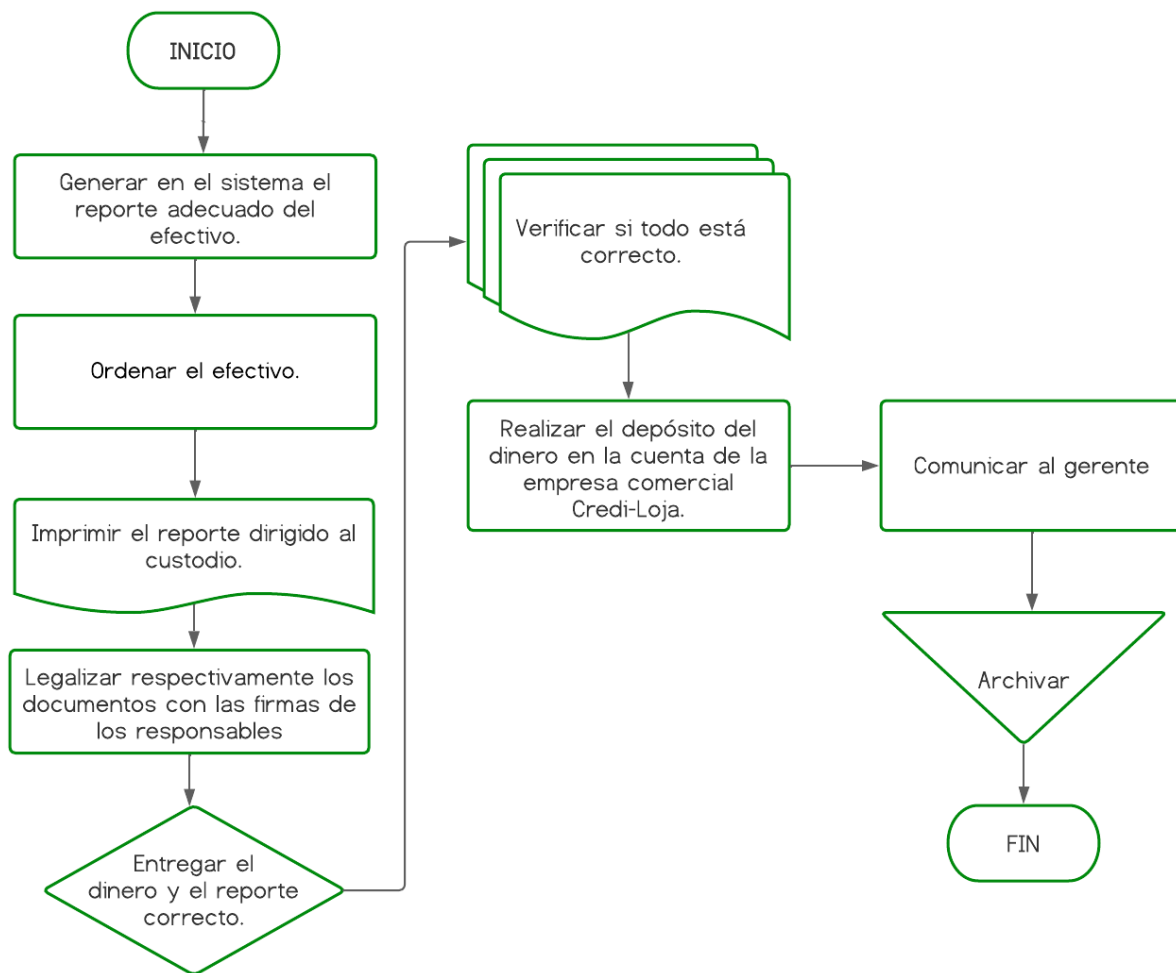 INICIO
Generar en el sistema el
reporte adecuado del
efectivo.
Ordenar el efectivo.
Imprimir el reporte dirigido al
custodio.
Legalizar respectivamente los
documentos con las firmas de
los responsables
Entregar el
dinero y el reporte
correcto.
Verificar si todo está
correcto.
Realizar el depósito del
dinero en la cuenta de la
empresa comercial
Credi-Loja.
Comunicar al gerente
Archivar
FIN